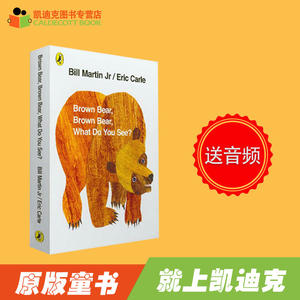 凯迪克图书专营店
CALDECOTT BOOK
Bill Martin Jr / Eric Carle
Brown Bear,
Brown Bear,
What Do You See?
Brown Bear, Brown Bear, What Do You See?
Bill Martin Jr / Eric Carle
送音频
原版童书
就上凯迪克